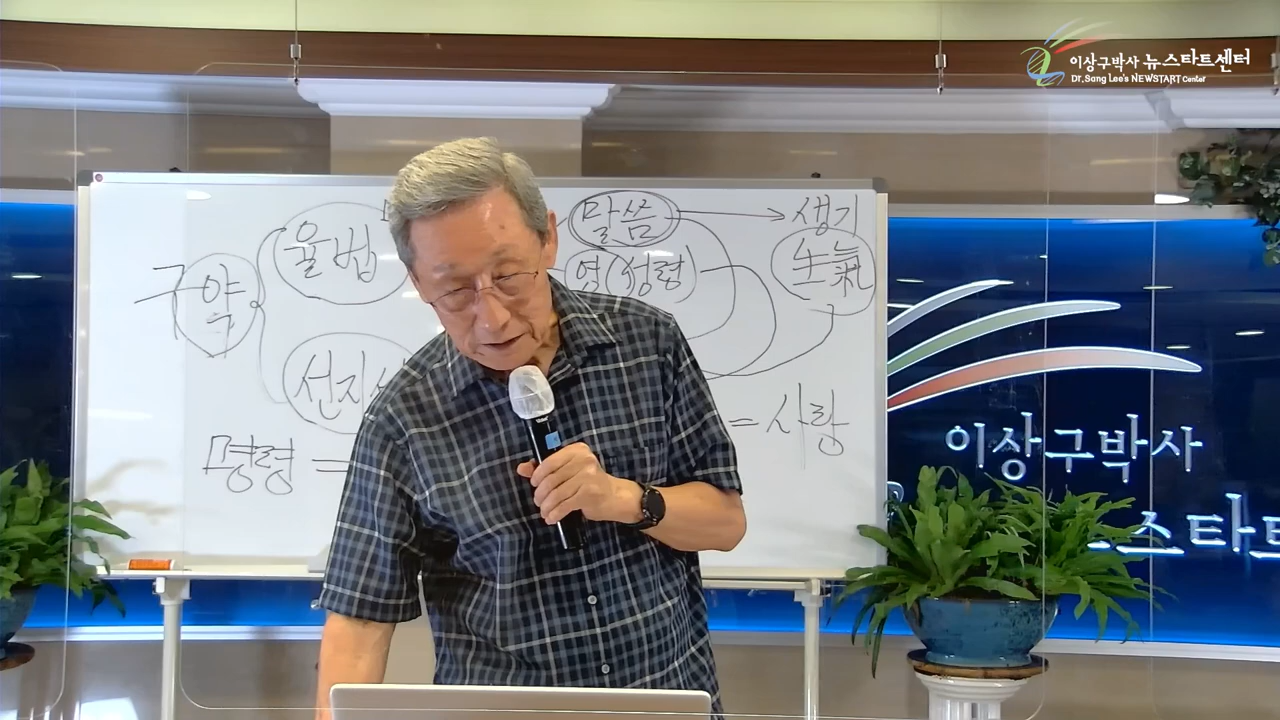 이상구박사 뉴스타트센터
Dr. Sang Lee's NEWSTART Center
율법
말씀
생기
구약
영(성령)
生氣
선지
명령 =
= 사랑
이상구박사
스타트